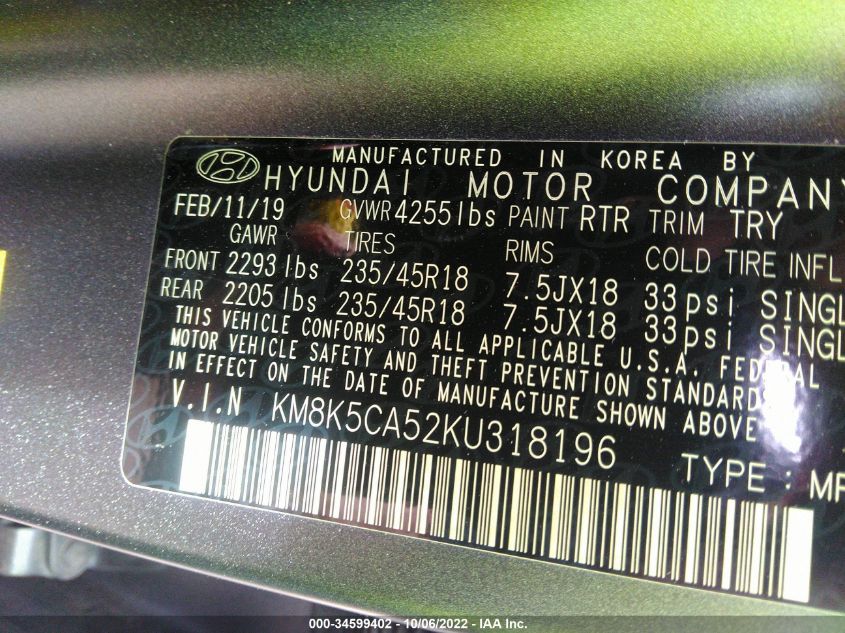 MANUFACTURED IN KOREA BY
HYUNDAI MOTOR COMPANY
FEB/11/19 GVWR 4255lbs PAINT RTR TRIM TRY
GAWR TIRES RIMS COLD TIRE INFL
FRONT 2293lbs 235/45R18 7.5JX18 33psi SINGL
REAR 2205lbs 235/45R18 7.5JX18 33psi SINGL
THIS VEHICLE CONFORMS TO ALL APPLICABLE U.S.A. FEDERAL
MOTOR VEHICLE SAFETY AND THEFT PREVENTION STANDARD
IN EFFECT ON THE DATE OF MANUFACTURE SHOWN ABOVE
V.I.N KM8K5CA52KU318196
TYPE : MP
000-34599402 - 10/06/2022 - IAA Inc.